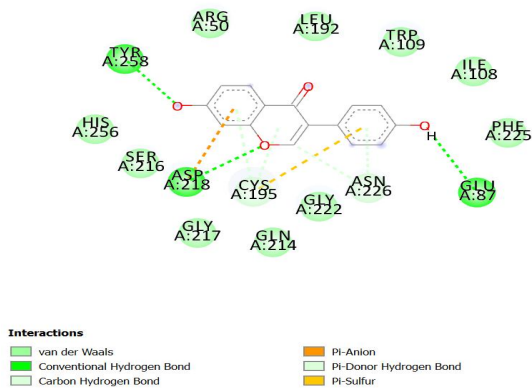 ARG
A:50
LEU
A:192
TRP
A:109
TYR
A:258
ILE
A:108
O
O
HIS
A:256
PHE
A:225
SER
A:216
O
O
H
ASP
A:218
CYS
A:195
ASN
A:226
GLU
A:87
GLY
A:222
GLY
A:217
GLN
A:214
Interactions
van der Waals
Conventional Hydrogen Bond
Carbon Hydrogen Bond
Pi-Anion
Pi-Donor Hydrogen Bond
Pi-Sulfur